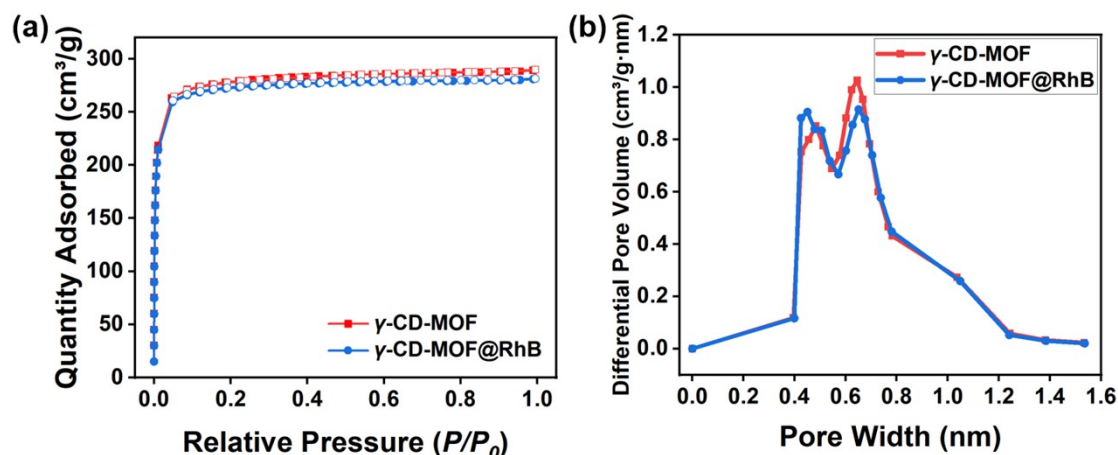 (a)
Quantity Adsorbed (cm³/g)
300
250
200
150
100
50
0
0.0 0.2 0.4 0.6 0.8 1.0
Relative Pressure (P/P₀)
γ-CD-MOF
γ-CD-MOF@RhB
(b)
Differential Pore Volume (cm³/g·nm)
1.0
0.8
0.6
0.4
0.2
0.0
0.0 0.2 0.4 0.6 0.8 1.0 1.2 1.4 1.6
Pore Width (nm)
γ-CD-MOF
γ-CD-MOF@RhB